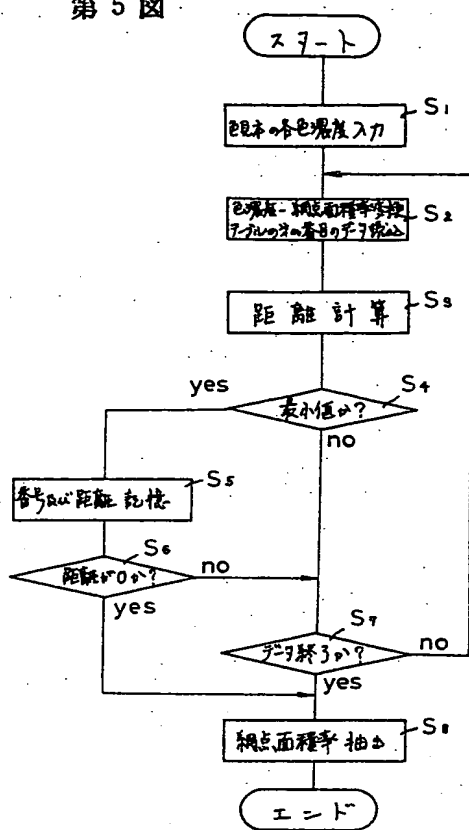 第5図
スタート
S1
色見本の各色濃度入力
色濃度-網点面積率変換
テーブルの次の番目のデータ読込
S2
距離計算
S3
yes
最小値か?
S4
no
番号及び距離記憶
S5
距離が0か?
S6
no
yes
データ終了か?
S7
no
yes
網点面積率抽出
S8
エンド